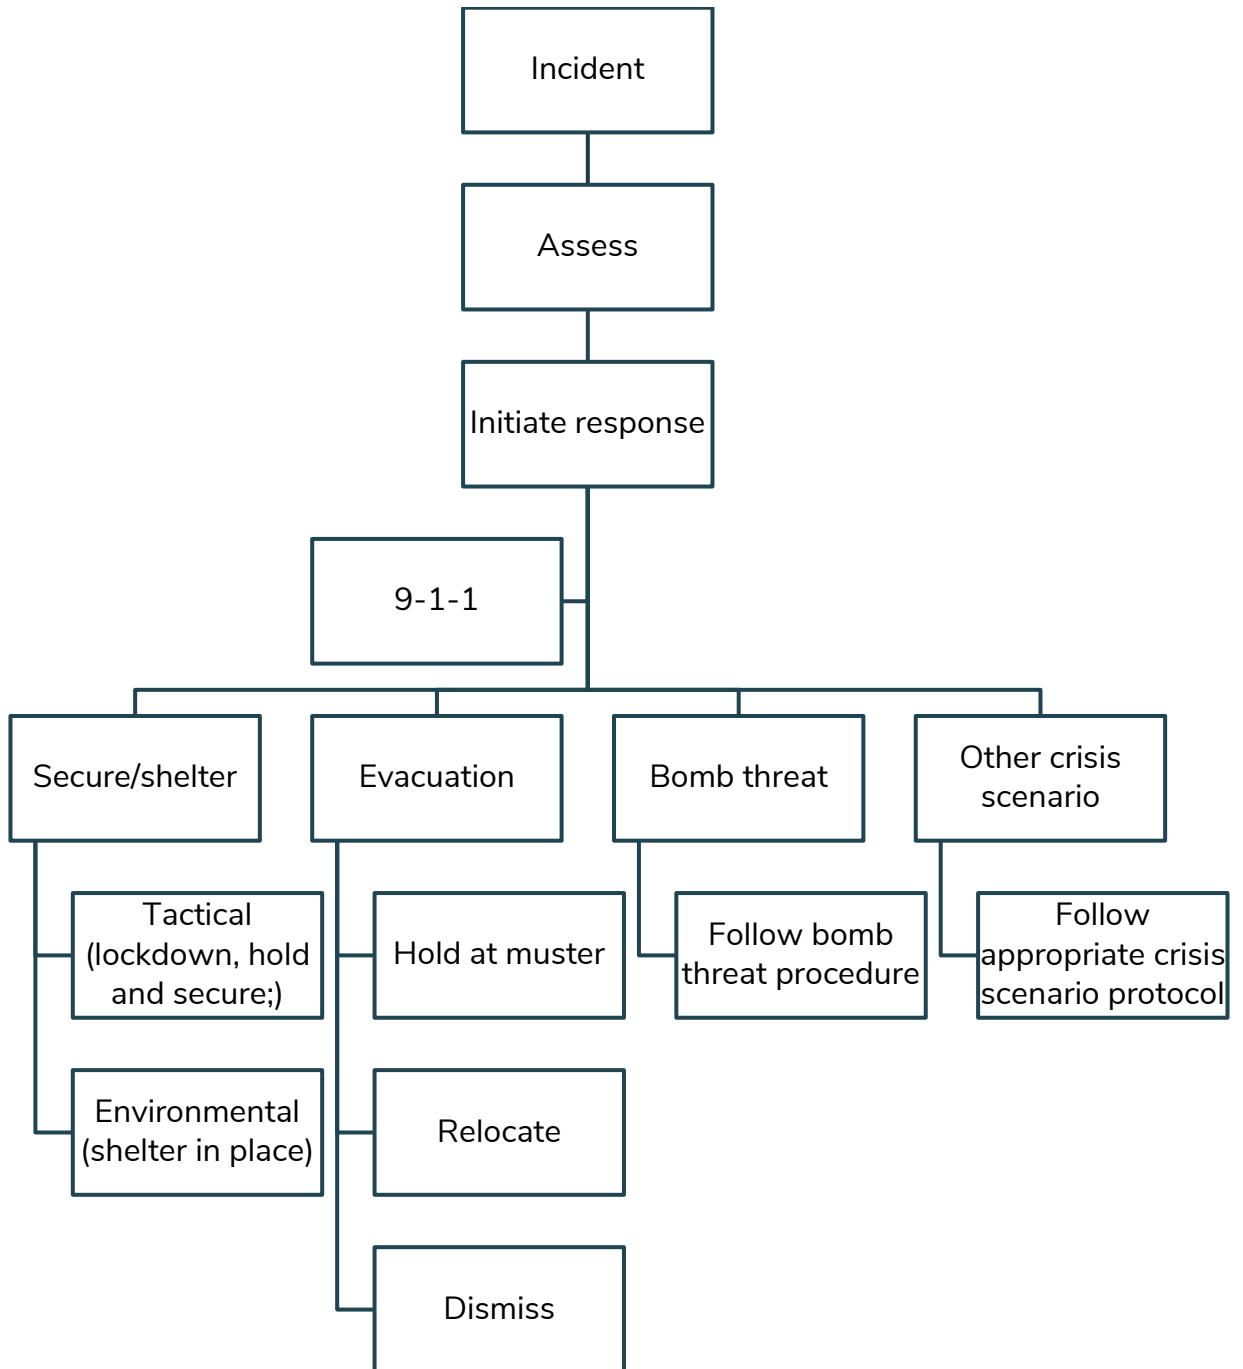 Incident
Assess
Initiate response
9-1-1
Secure/shelter
Evacuation
Bomb threat
Other crisis
scenario
Tactical
(lockdown, hold
and secure;)
Hold at muster
Follow bomb
threat procedure
Follow
appropriate crisis
scenario protocol
Environmental
(shelter in place)
Relocate
Dismiss